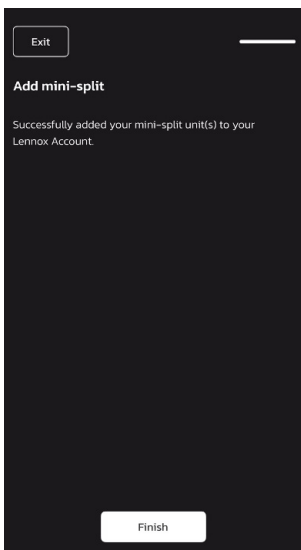 Exit
Add mini-split
Successfully added your mini-split unit(s) to your
Lennox Account.
Finish